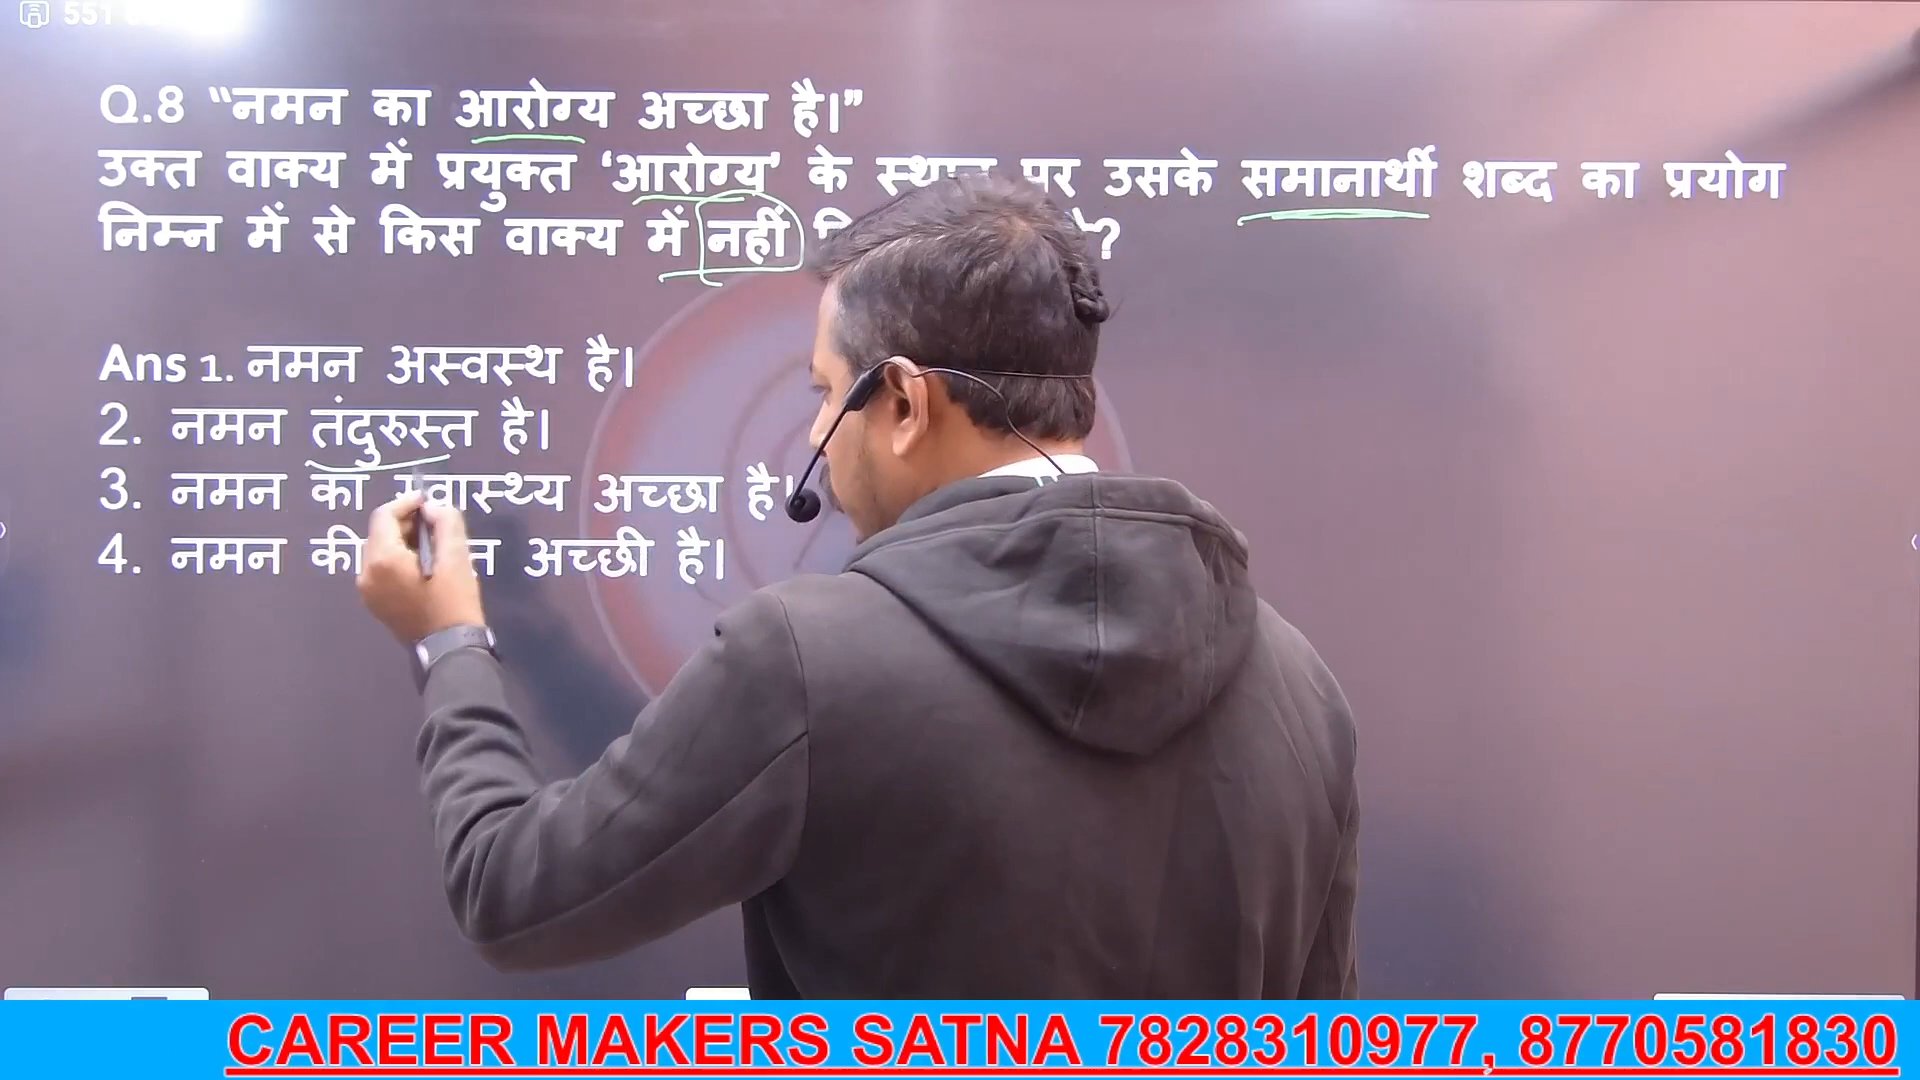 551
Q.8 “नमन का आरोग्य अच्छा है।”
उक्त वाक्य में प्रयुक्त ‘आरोग्य’ के पर उसके समानार्थी शब्द का प्रयोग
निम्न में से किस वाक्य में नहीं ?
Ans 1. नमन अस्वस्थ है।
2. नमन तंदुरुस्त है।
3. नमन का स्वास्थ्य अच्छा है।
4. नमन की अच्छी है।
CAREER MAKERS SATNA 7828310977, 8770581830